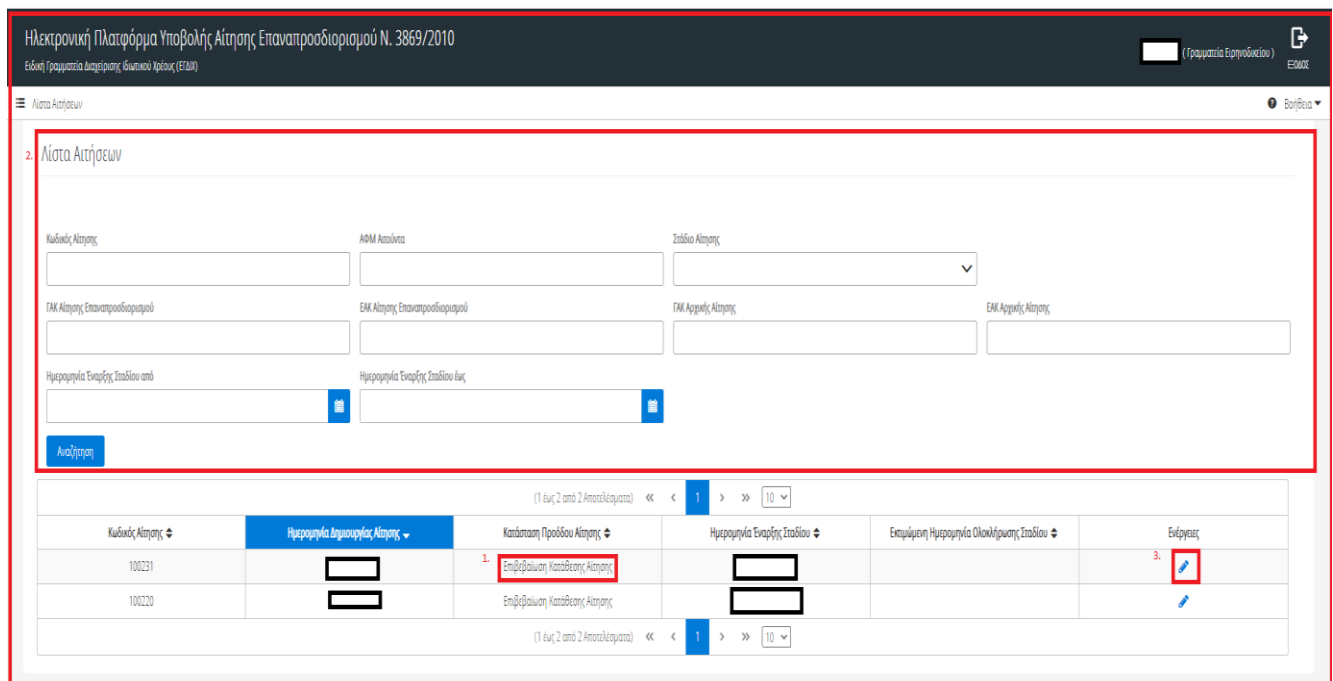 Ηλεκτρονική Πλατφόρμα Υποβολής Αίτησης Επαναπροσδιορισμού Ν. 3869/2010
Ειδική Γραμματεία Διαχείρισης Ιδιωτικού Χρέους (ΕΓΔΙΧ)
( Γραμματεία Ειρηνοδικείου )
ΕΞΟΔΟΣ
Λίστα Αιτήσεων
Βοήθεια
2. Λίστα Αιτήσεων
Κωδικός Αίτησης ΑΦΜ Αιτούντα Στάδιο Αίτησης
ΓΑΚ Αίτησης Επαναπροσδιορισμού ΕΑΚ Αίτησης Επαναπροσδιορισμού ΓΑΚ Αρχικής Αίτησης ΕΑΚ Αρχικής Αίτησης
Ημερομηνία Έναρξης Σταδίου από Ημερομηνία Έναρξης Σταδίου έως
Αναζήτηση
(1 έως 2 από 2 Αποτελέσματα) 1 10
Κωδικός Αίτησης Ημερομηνία Δημιουργίας Αίτησης Κατάσταση Προόδου Αίτησης Ημερομηνία Έναρξης Σταδίου Εκτιμώμενη Ημερομηνία Ολοκλήρωσης Σταδίου Ενέργειες
100231 1. Επιβεβαίωση Κατάθεσης Αίτησης 3.
100220 Επιβεβαίωση Κατάθεσης Αίτησης
(1 έως 2 από 2 Αποτελέσματα) 1 10